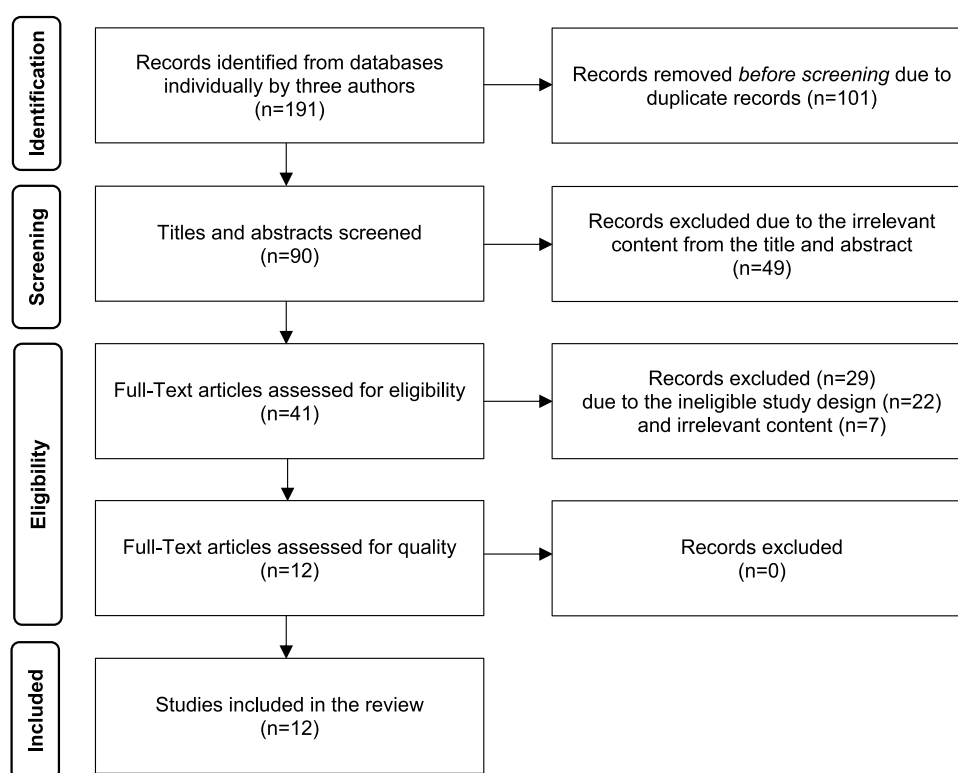 Identification
Records identified from databases
individually by three authors
(n=191)
Records removed before screening due to
duplicate records (n=101)
Screening
Titles and abstracts screened
(n=90)
Records excluded due to the irrelevant
content from the title and abstract
(n=49)
Eligibility
Full-Text articles assessed for eligibility
(n=41)
Records excluded (n=29)
due to the ineligible study design (n=22)
and irrelevant content (n=7)
Full-Text articles assessed for quality
(n=12)
Records excluded
(n=0)
Included
Studies included in the review
(n=12)